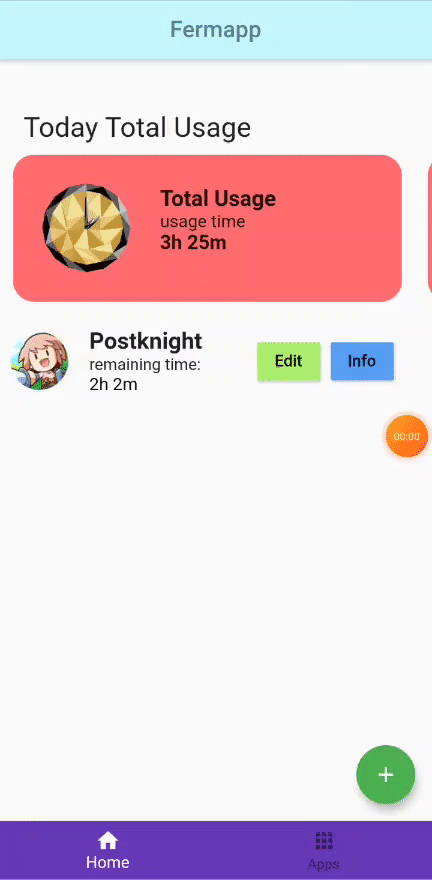 Fermapp
Today Total Usage
Total Usage
usage time
3h 25m
Postknight
remaining time:
2h 2m
Edit
Info
00:00
+
Home
Apps